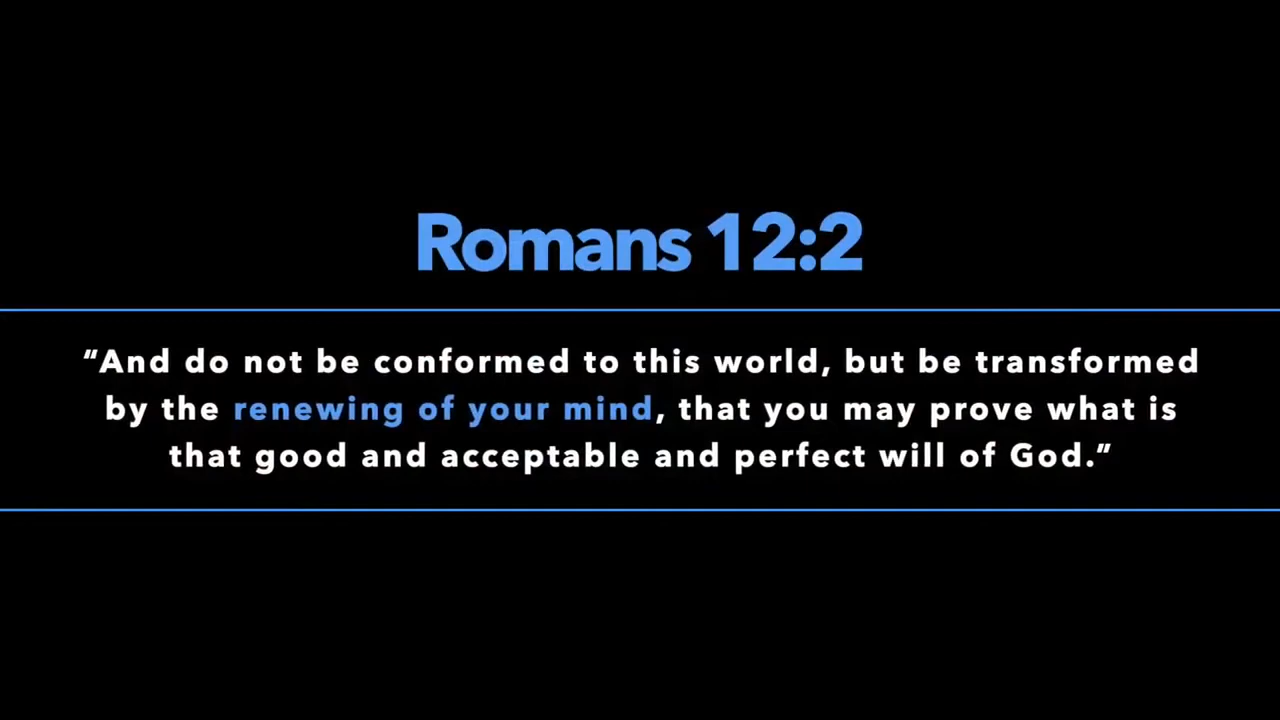 Romans 12:2
“And do not be conformed to this world, but be transformed
by the renewing of your mind, that you may prove what is
that good and acceptable and perfect will of God.”